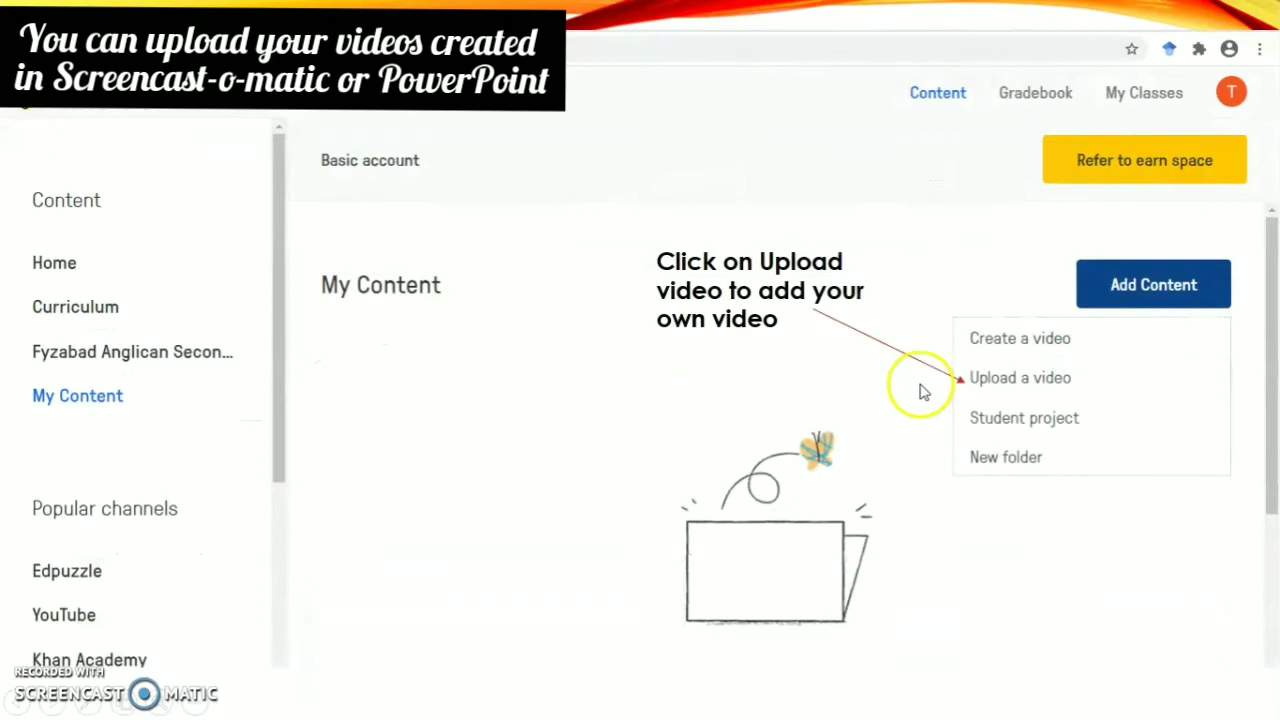 You can upload your videos created
in Screencast-o-matic or PowerPoint
Content
Gradebook
My Classes
T
Basic account
Refer to earn space
Content
Home
Curriculum
Fyzabad Anglican Secon...
My Content
Popular channels
Edpuzzle
YouTube
Khan Academy
My Content
Click on Upload
video to add your
own video
Add Content
Create a video
Upload a video
Student project
New folder
RECORDED WITH
SCREENCAST MATIC